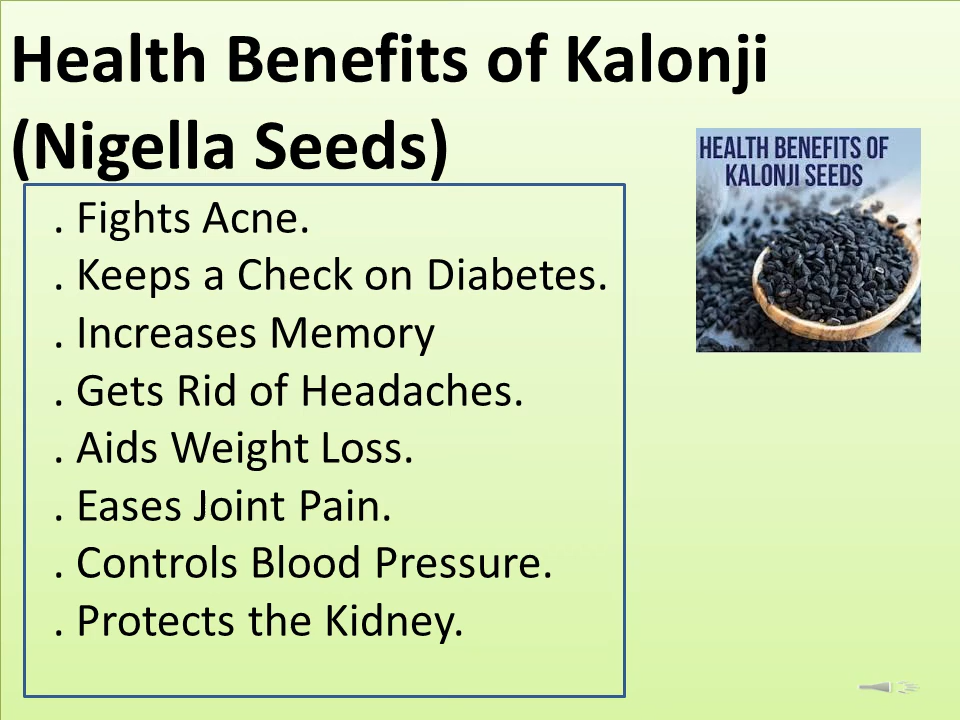 Health Benefits of Kalonji
(Nigella Seeds)
HEALTH BENEFITS OF
KALONJI SEEDS
. Fights Acne.
. Keeps a Check on Diabetes.
. Increases Memory
. Gets Rid of Headaches.
. Aids Weight Loss.
. Eases Joint Pain.
. Controls Blood Pressure.
. Protects the Kidney.